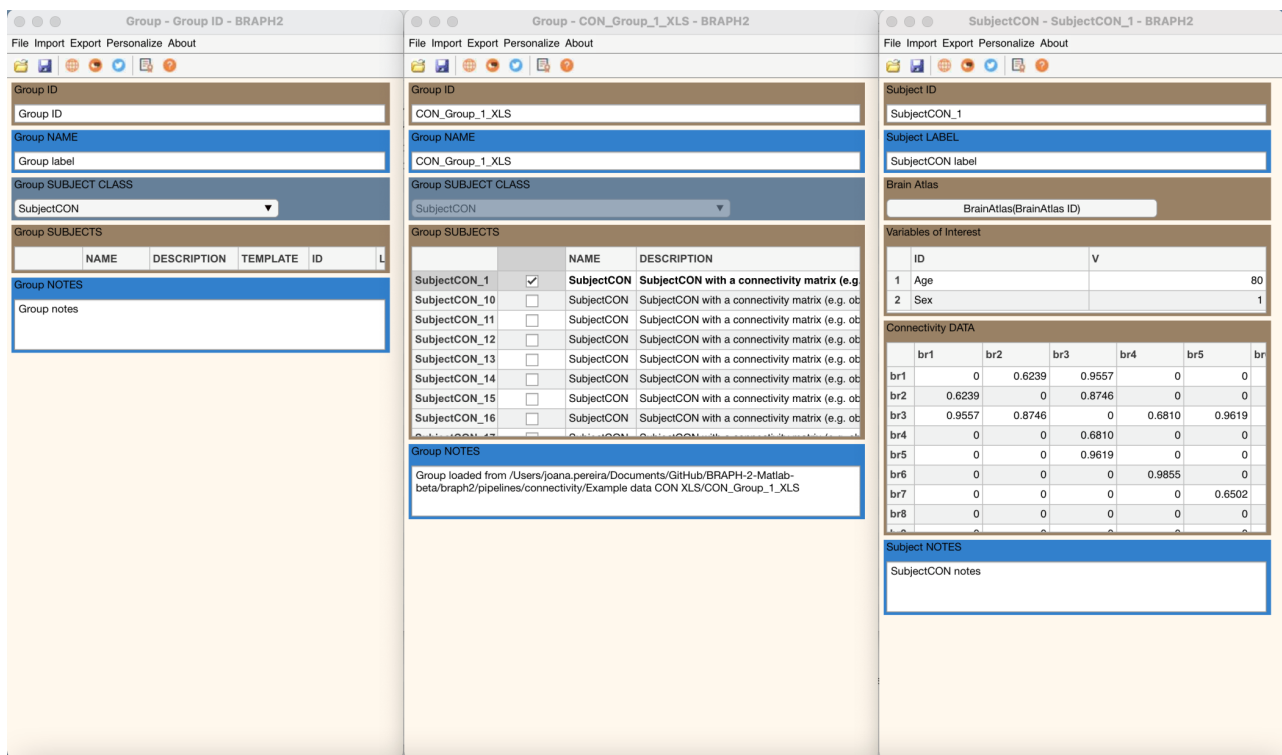 Group - Group ID - BRAPH2
File Import Export Personalize About
Group ID
Group ID
Group NAME
Group label
Group SUBJECT CLASS
SubjectCON
Group SUBJECTS
NAME DESCRIPTION TEMPLATE ID L
Group NOTES
Group notes
Group - CON_Group_1_XLS - BRAPH2
File Import Export Personalize About
Group ID
CON_Group_1_XLS
Group NAME
CON_Group_1_XLS
Group SUBJECT CLASS
SubjectCON
Group SUBJECTS
NAME DESCRIPTION
SubjectCON_1 SubjectCON SubjectCON with a connectivity matrix (e.g.
SubjectCON_10 SubjectCON SubjectCON with a connectivity matrix (e.g. ob
SubjectCON_11 SubjectCON SubjectCON with a connectivity matrix (e.g. ob
SubjectCON_12 SubjectCON SubjectCON with a connectivity matrix (e.g. ob
SubjectCON_13 SubjectCON SubjectCON with a connectivity matrix (e.g. ob
SubjectCON_14 SubjectCON SubjectCON with a connectivity matrix (e.g. ob
SubjectCON_15 SubjectCON SubjectCON with a connectivity matrix (e.g. ob
SubjectCON_16 SubjectCON SubjectCON with a connectivity matrix (e.g. ob
Group NOTES
Group loaded from /Users/joana.pereira/Documents/GitHub/BRAPH-2-Matlab-
beta/braph2/pipelines/connectivity/Example data CON XLS/CON_Group_1_XLS
SubjectCON - SubjectCON_1 - BRAPH2
File Import Export Personalize About
Subject ID
SubjectCON_1
Subject LABEL
SubjectCON label
Brain Atlas
BrainAtlas(BrainAtlas ID)
Variables of Interest
ID V
1 Age 80
2 Sex 1
Connectivity DATA
br1 br2 br3 br4 br5 br
br1 0 0.6239 0.9557 0 0
br2 0.6239 0 0.8746 0 0
br3 0.9557 0.8746 0 0.6810 0.9619
br4 0 0 0.6810 0 0
br5 0 0 0.9619 0 0
br6 0 0 0 0.9855 0
br7 0 0 0 0 0.6502
br8 0 0 0 0 0
Subject NOTES
SubjectCON notes